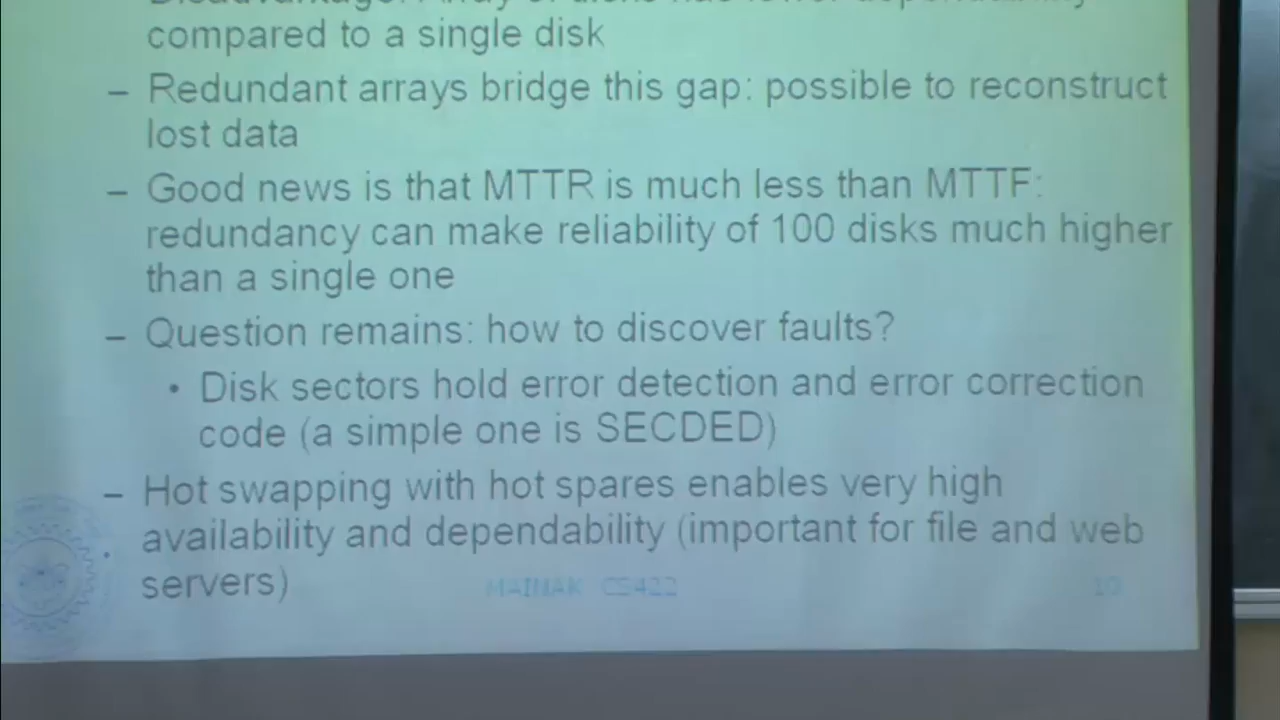 compared to a single disk
– Redundant arrays bridge this gap: possible to reconstruct
lost data
– Good news is that MTTR is much less than MTTF:
redundancy can make reliability of 100 disks much higher
than a single one
– Question remains: how to discover faults?
• Disk sectors hold error detection and error correction
code (a simple one is SECDED)
– Hot swapping with hot spares enables very high
availability and dependability (important for file and web
servers)
MAINAK CS422